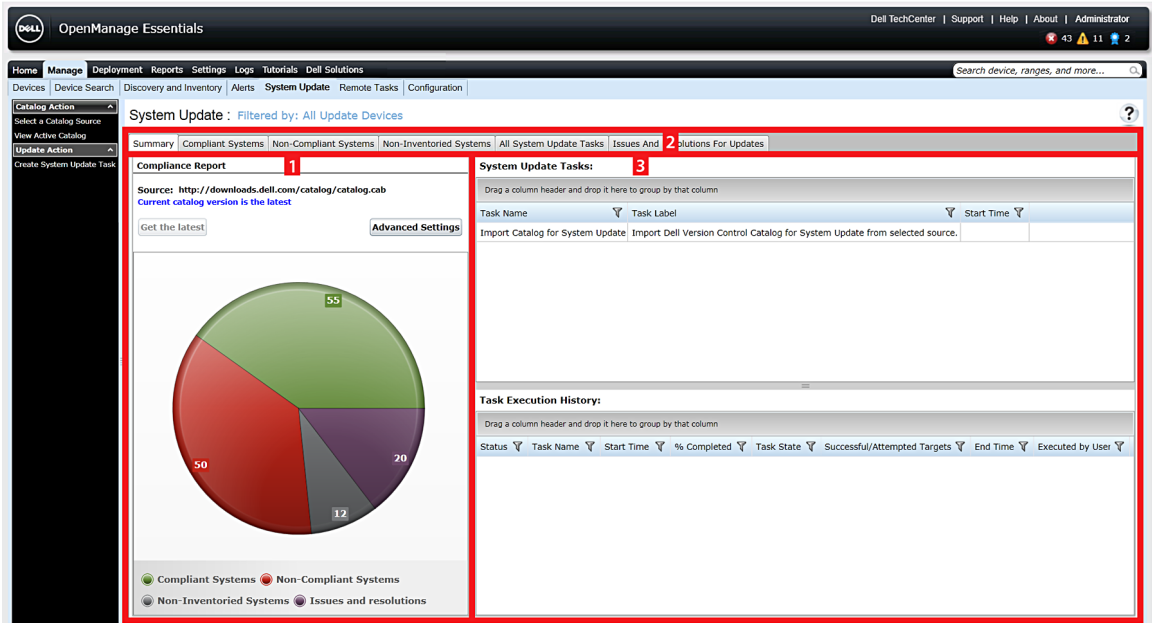 DELL OpenManage Essentials
Dell TechCenter | Support | Help | About | Administrator
43 11 2
Home Manage Deployment Reports Settings Logs Tutorials Dell Solutions
Search device, ranges, and more...
Devices Device Search Discovery and Inventory Alerts System Update Remote Tasks Configuration
Catalog Action
Select a Catalog Source
View Active Catalog
Update Action
Create System Update Task
System Update : Filtered by: All Update Devices
?
Summary Compliant Systems Non-Compliant Systems Non-Inventoried Systems All System Update Tasks Issues And 2 olutions For Updates
Compliance Report
1
Source: http://downloads.dell.com/catalog/catalog.cab
Current catalog version is the latest
Get the latest
Advanced Settings
55
50
20
12
Compliant Systems Non-Compliant Systems
Non-Inventoried Systems Issues and resolutions
System Update Tasks:
3
Drag a column header and drop it here to group by that column
Task Name Task Label Start Time
Import Catalog for System Update Import Dell Version Control Catalog for System Update from selected source.
Task Execution History:
Drag a column header and drop it here to group by that column
Status Task Name Start Time % Completed Task State Successful/Attempted Targets End Time Executed by User